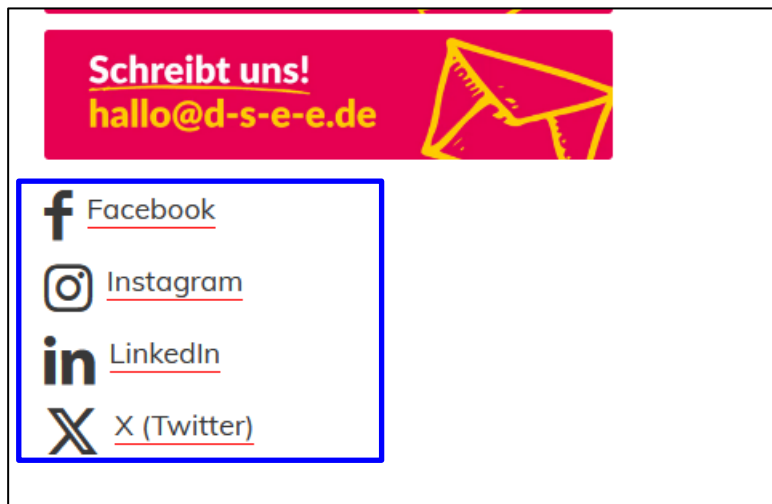 Schreibt uns!
hallo@d-s-e-e.de
Facebook
Instagram
LinkedIn
X (Twitter)